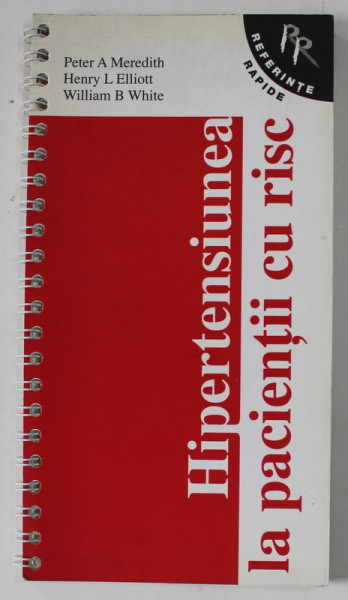 Peter A Meredith
Henry L Elliott
William B White
RR
REFERINȚE
RAPIDE
Hipertensiunea
la pacienții cu risc